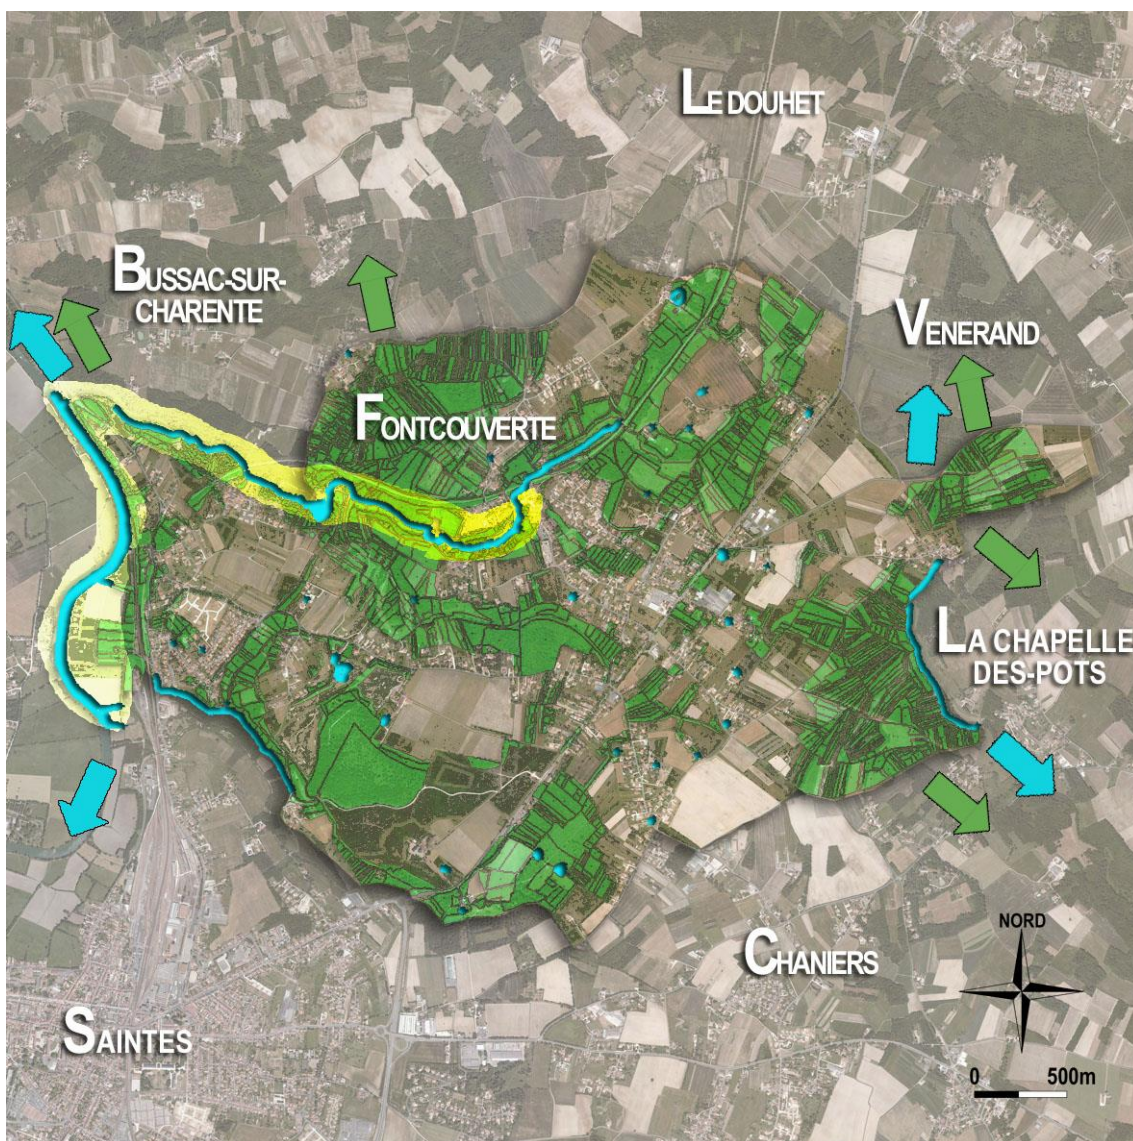 LE DOUHET
BUSSAC-SUR-
CHARENTE
VENERAND
FONTCOUVERTE
LA CHAPELLE
DES-POTS
NORD
CHANIERS
SAINTES
0 500m